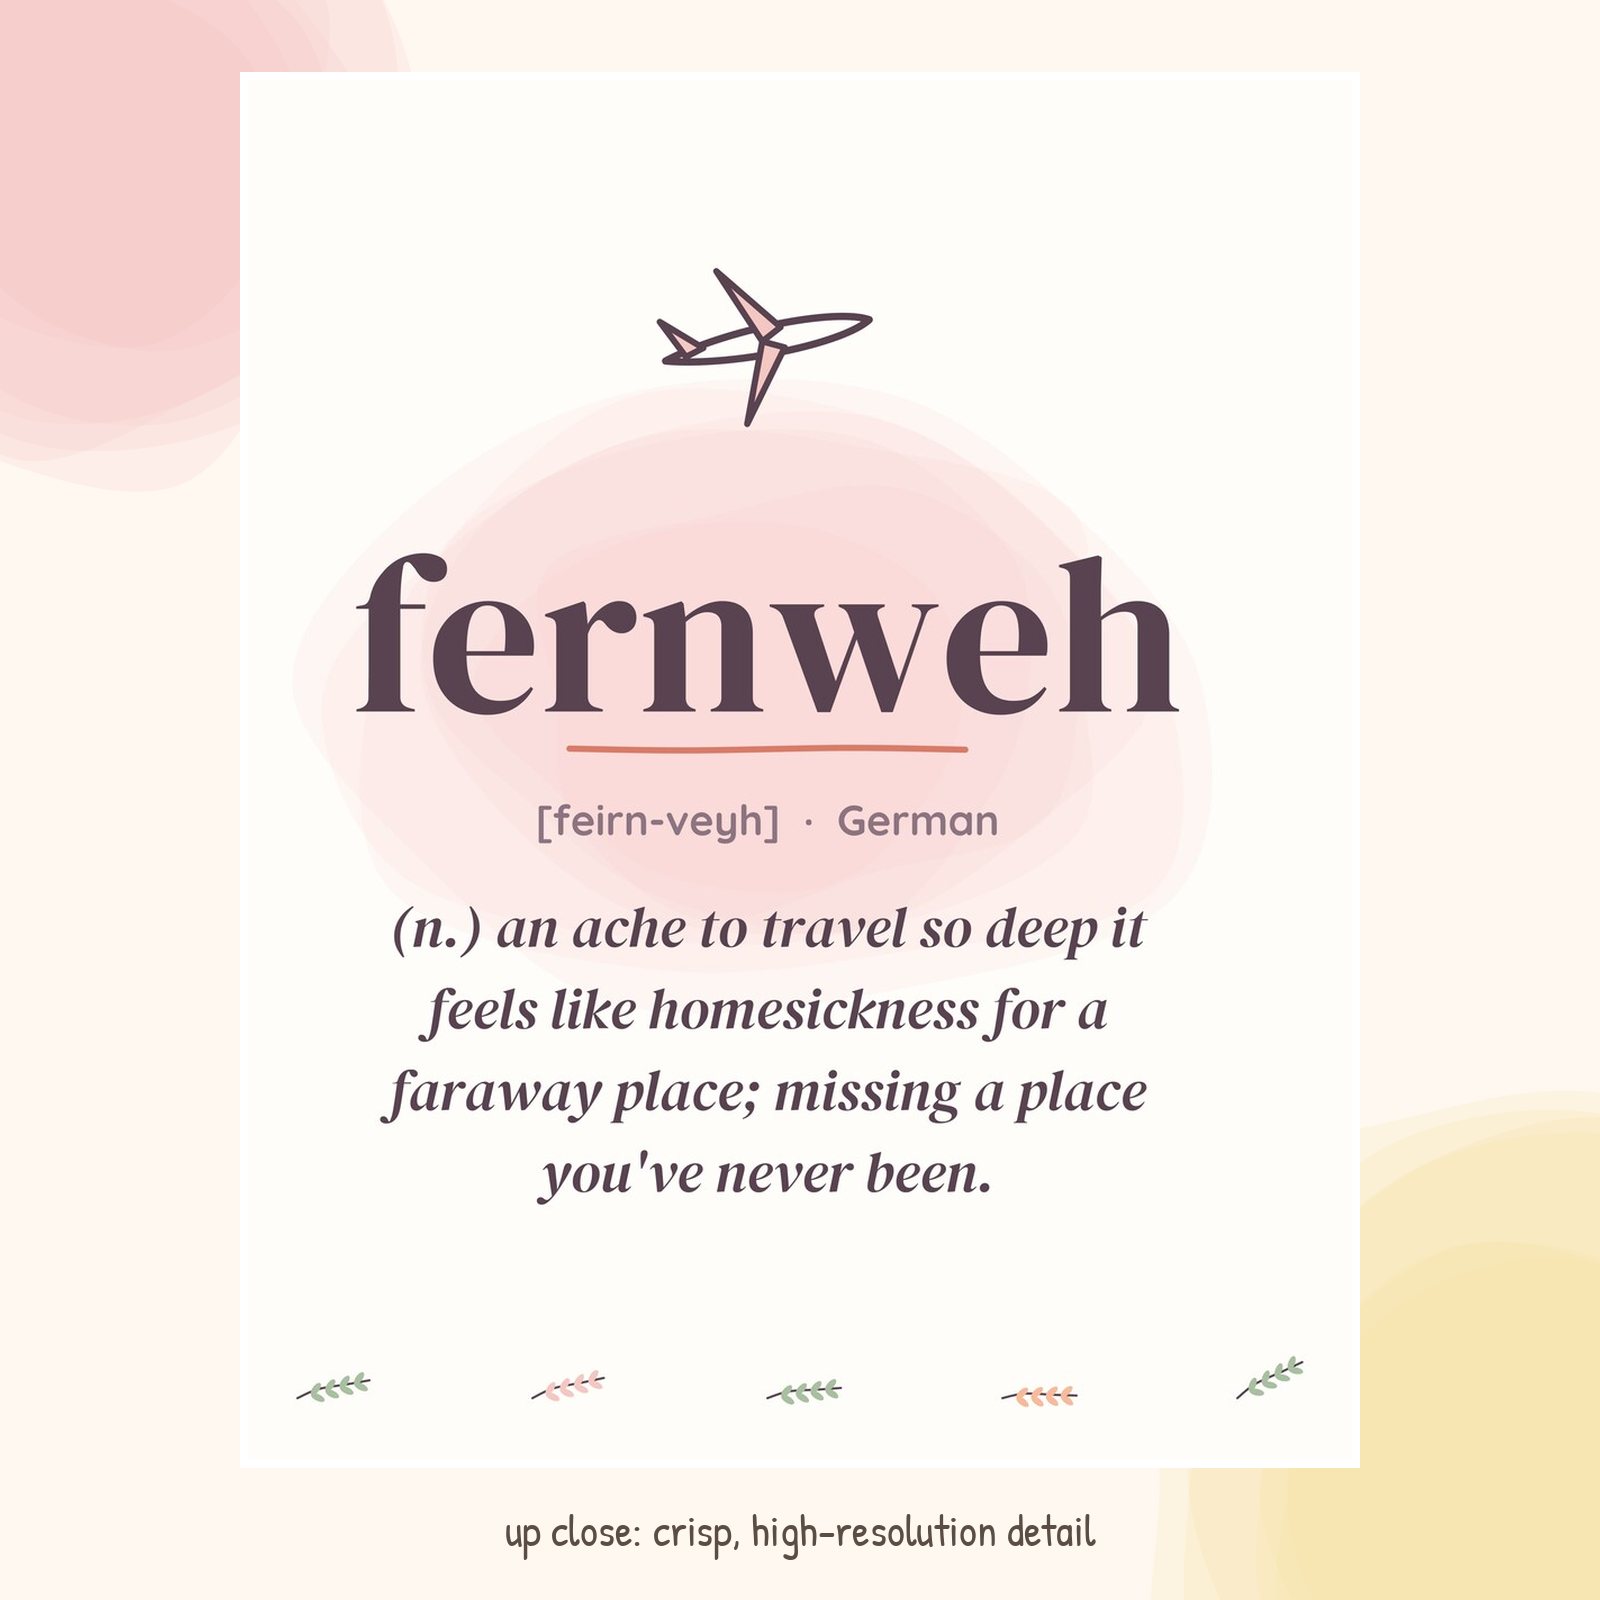 fernweh
[feirn-veyh] · German
(n.) an ache to travel so deep it
feels like homesickness for a
faraway place; missing a place
you've never been.
up close: crisp, high-resolution detail